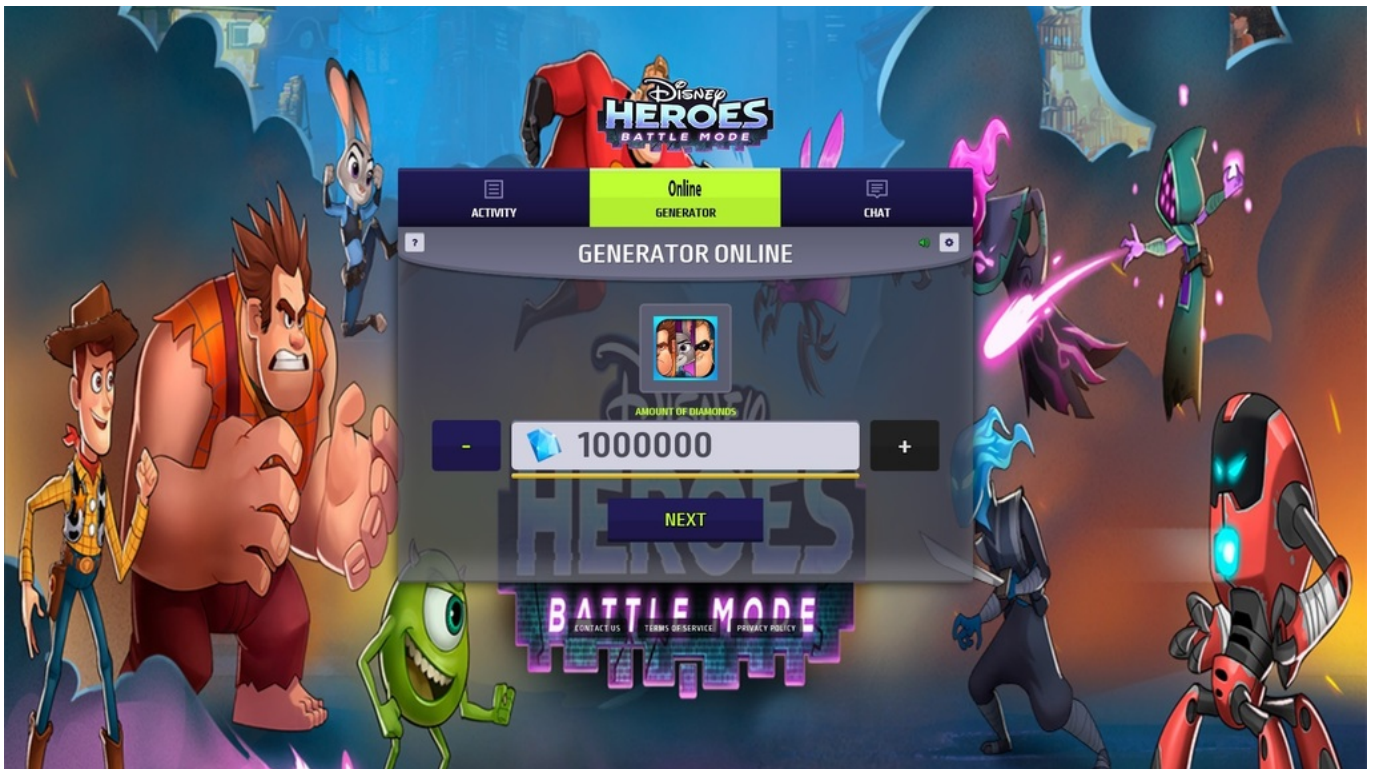 DISNEY
HEROES
BATTLE MODE
ACTIVITY
Online
GENERATOR
CHAT
?
GENERATOR ONLINE
DISNEY
AMOUNT OF DIAMONDS
-
1000000
+
HEROES
NEXT
BATTLE MODE
CONTACT US TERMS OF SERVICE PRIVACY POLICY